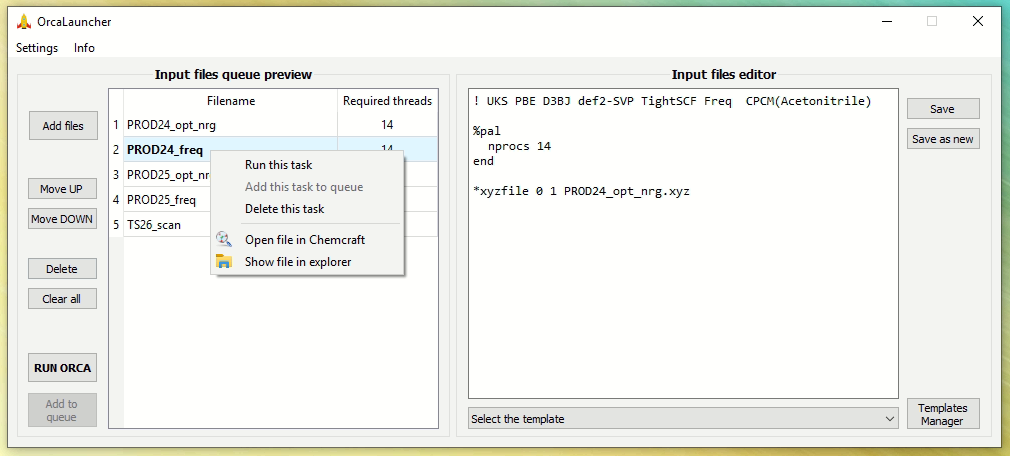 OrcaLauncher
Settings Info
Input files queue preview
Add files
Move UP
Move DOWN
Delete
Clear all
RUN ORCA
Add to
queue
Filename Required threads
1 PROD24_opt_nrg 14
2 PROD24_freq 14
3 PROD25_opt_nr
4 PROD25_freq
5 TS26_scan
Run this task
Add this task to queue
Delete this task
Open file in Chemcraft
Show file in explorer
Input files editor
! UKS PBE D3BJ def2-SVP TightSCF Freq  CPCM(Acetonitrile)
%pal
  nprocs 14
end
*xyzfile 0 1 PROD24_opt_nrg.xyz
Select the template
Save
Save as new
Templates
Manager